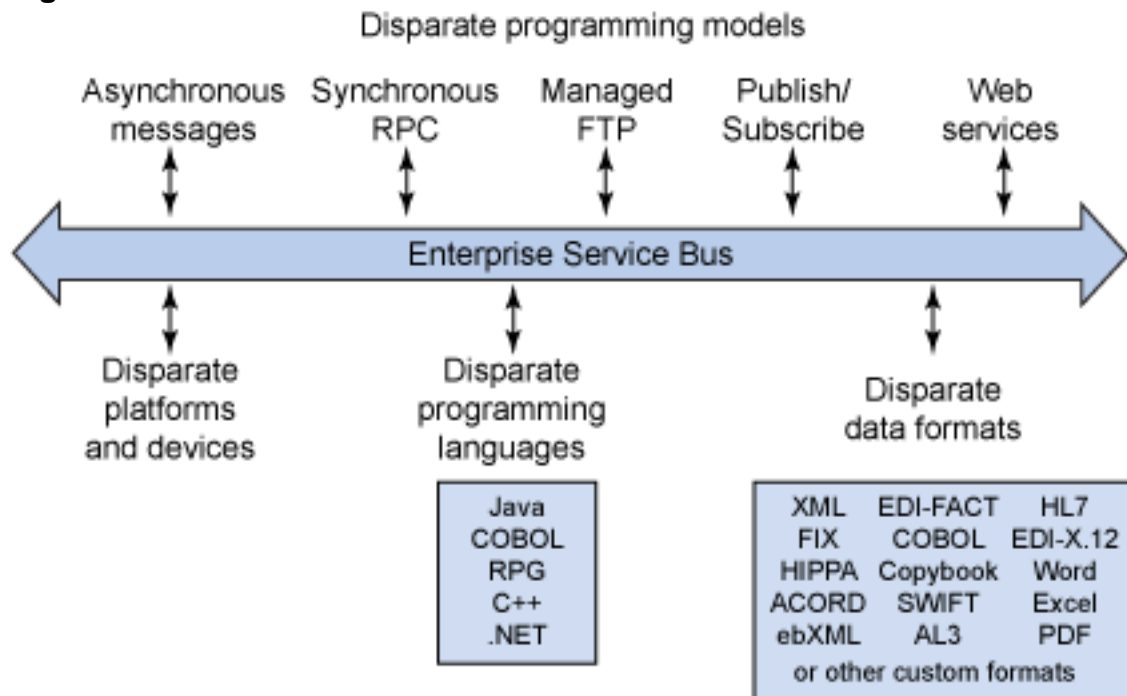 Disparate programming models
Asynchronous messages
Synchronous RPC
Managed FTP
Publish/ Subscribe
Web services
Enterprise Service Bus
Disparate platforms and devices
Disparate programming languages
Disparate data formats
Java
COBOL
RPG
C++
.NET
XML EDI-FACT HL7
FIX COBOL EDI-X.12
HIPPA Copybook Word
ACORD SWIFT Excel
ebXML AL3 PDF
or other custom formats